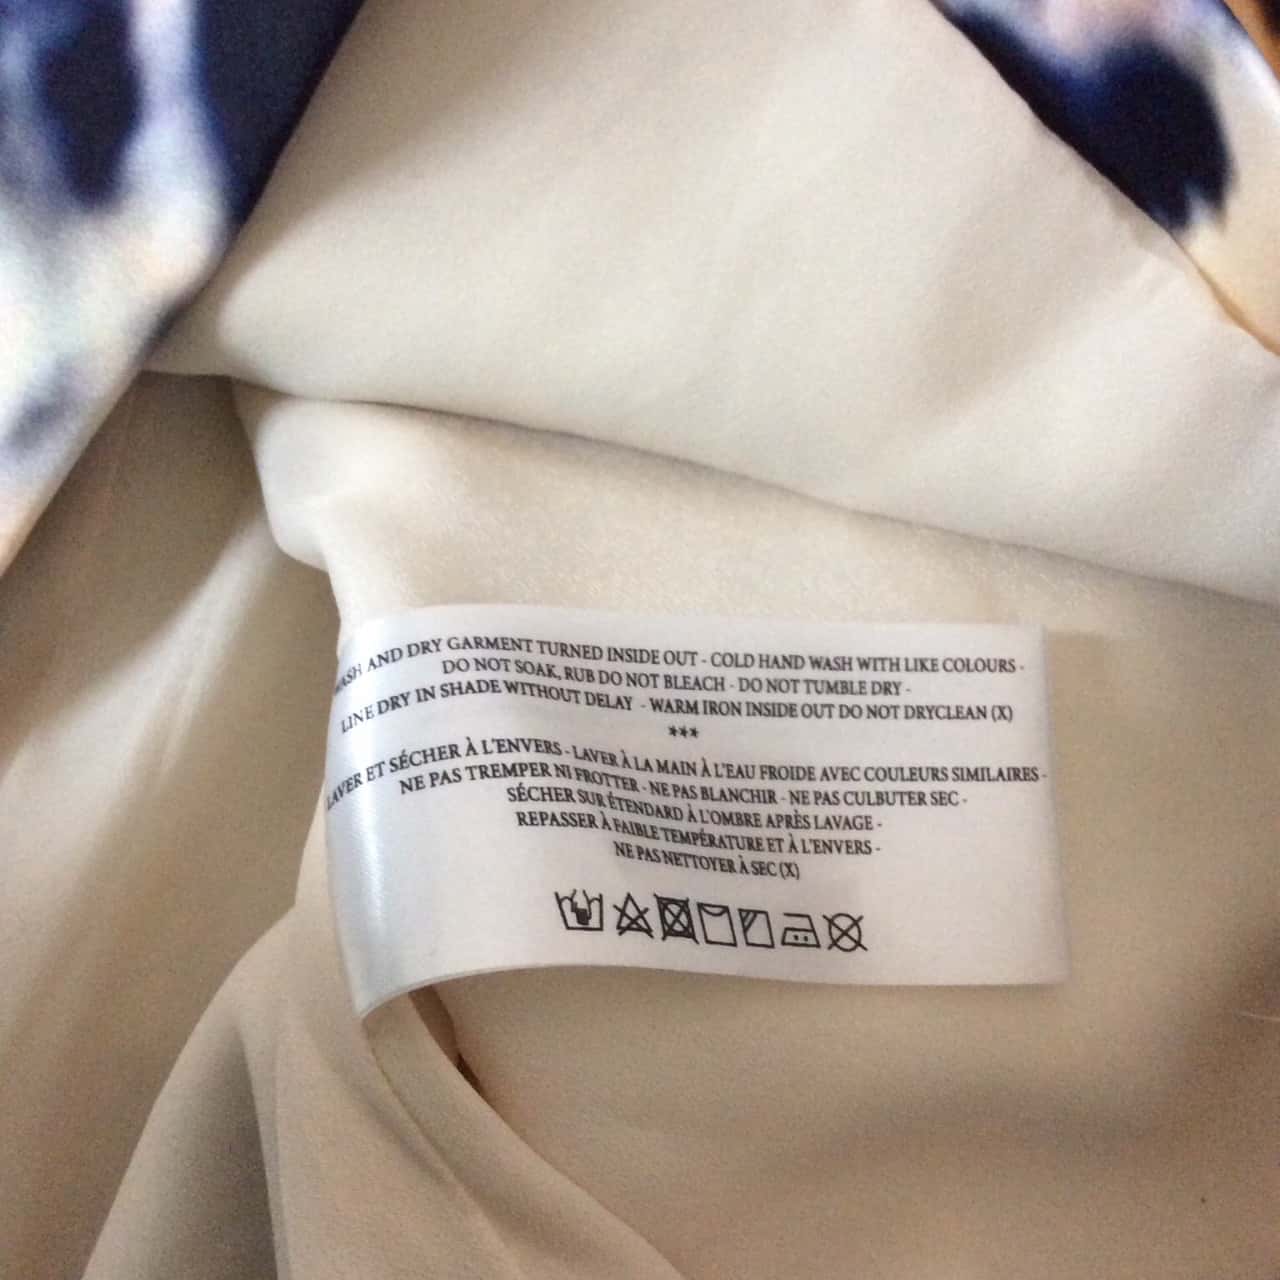 WASH AND DRY GARMENT TURNED INSIDE OUT - COLD HAND WASH WITH LIKE COLOURS -
DO NOT SOAK, RUB DO NOT BLEACH - DO NOT TUMBLE DRY -
LINE DRY IN SHADE WITHOUT DELAY - WARM IRON INSIDE OUT DO NOT DRYCLEAN (X)
***
LAVER ET SÉCHER À L'ENVERS - LAVER À LA MAIN À L'EAU FROIDE AVEC COULEURS SIMILAIRES -
NE PAS TREMPER NI FROTTER - NE PAS BLANCHIR - NE PAS CULBUTER SEC -
SÉCHER SUR ÉTENDARD À L'OMBRE APRÈS LAVAGE -
REPASSER À FAIBLE TEMPÉRATURE ET À L'ENVERS -
NE PAS NETTOYER À SEC (X)